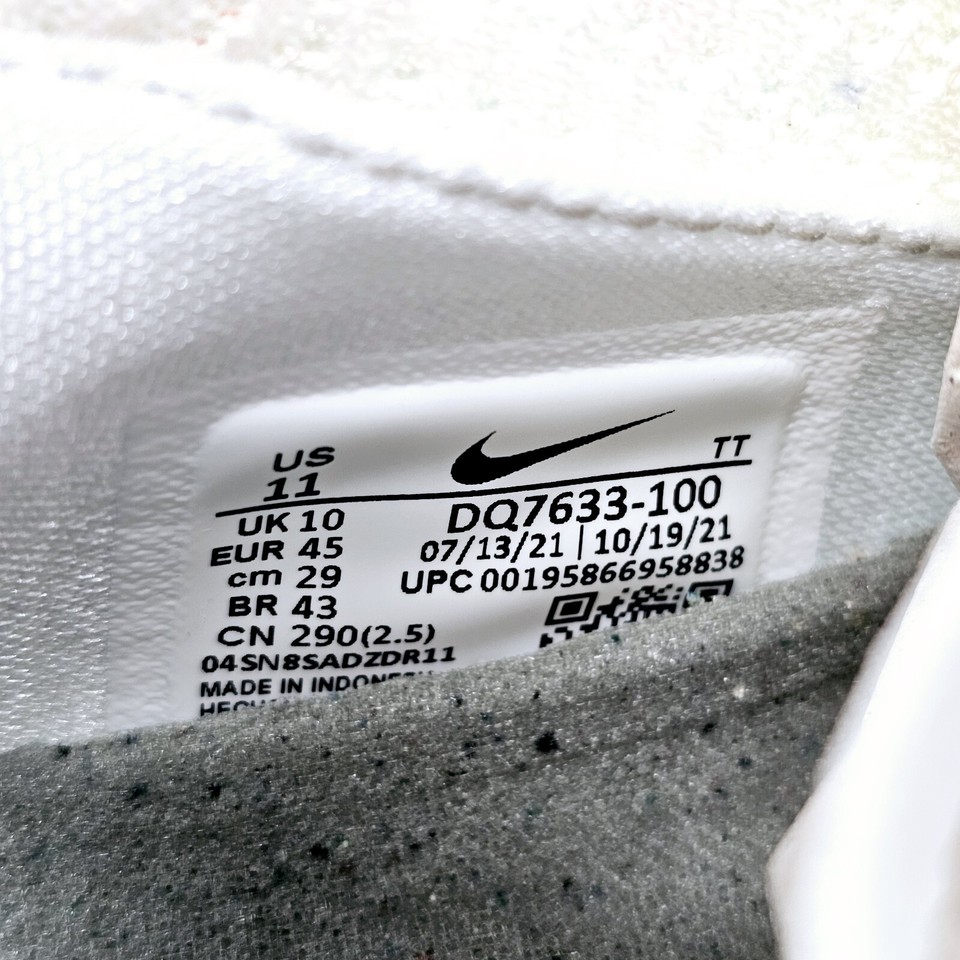 US
11
TT
UK 10
EUR 45
cm 29
BR 43
CN 290(2.5)
DQ7633-100
07/13/21 | 10/19/21
UPC 00195866958838
04SN8SADZDR11
MADE IN